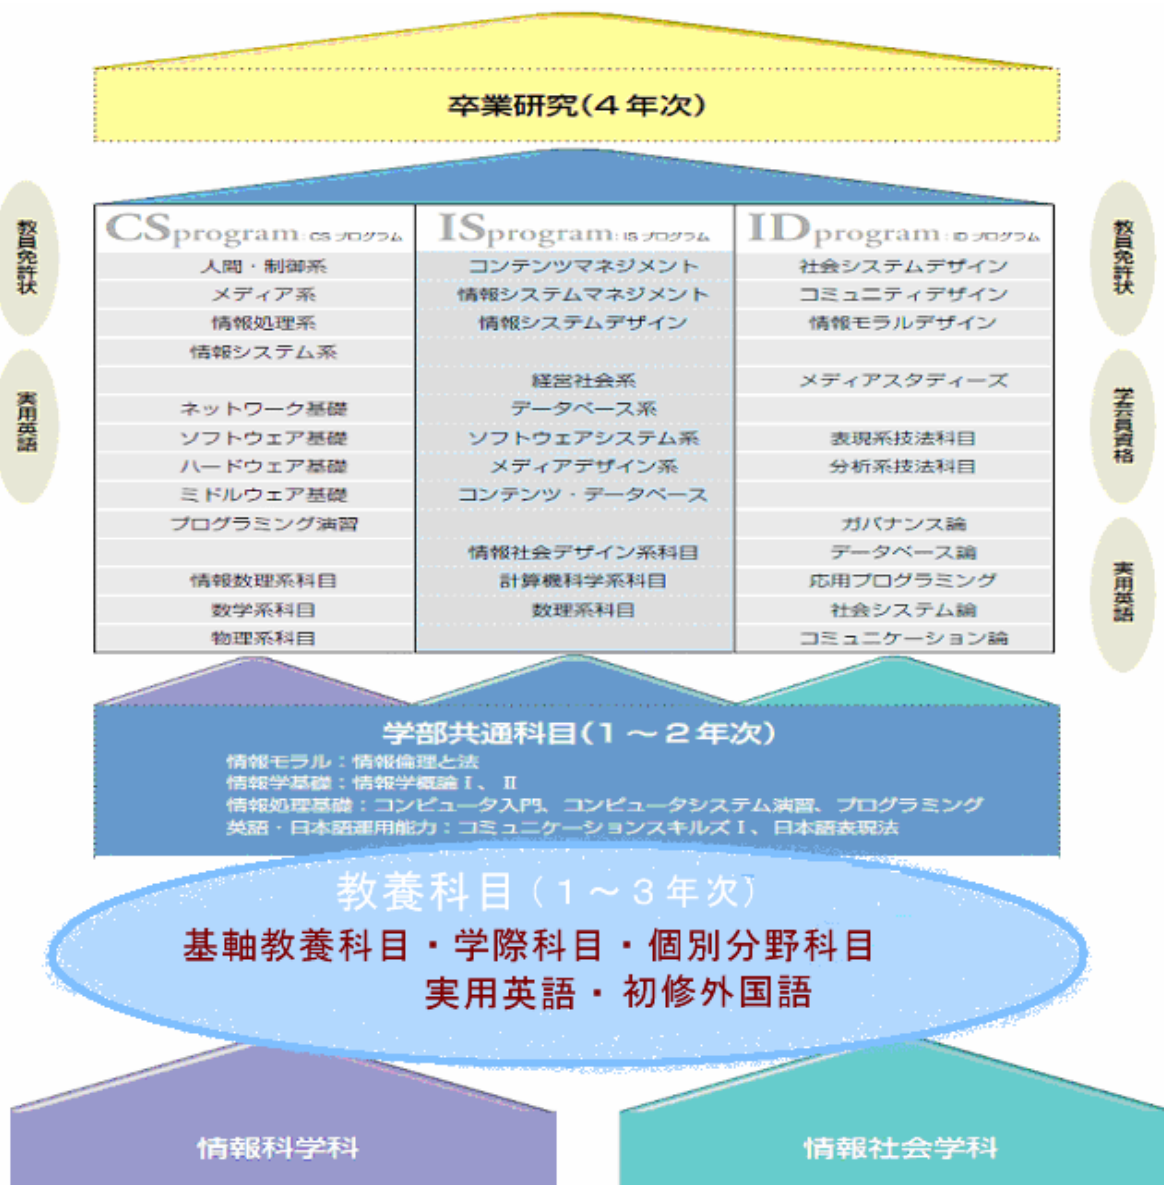 卒業研究(4年次)
教員免許状
実用英語
CSprogram:CSプログラム
人間・制御系
メディア系
情報処理系
情報システム系
ネットワーク基礎
ソフトウェア基礎
ハードウェア基礎
ミドルウェア基礎
プログラミング演習
情報数理系科目
数学系科目
物理系科目
ISprogram:ISプログラム
コンテンツマネジメント
情報システムマネジメント
情報システムデザイン
経営社会系
データベース系
ソフトウェアシステム系
メディアデザイン系
コンテンツ・データベース
情報社会デザイン系科目
計算機科学系科目
数理系科目
IDprogram:IDプログラム
社会システムデザイン
コミュニティデザイン
情報モラルデザイン
メディアスタディーズ
表現系技法科目
分析系技法科目
ガバナンス論
データベース論
応用プログラミング
社会システム論
コミュニケーション論
教員免許状
学会員資格
実用英語
学部共通科目(1～2年次)
情報モラル:情報倫理と法
情報学基礎:情報学概論Ⅰ、Ⅱ
情報処理基礎:コンピュータ入門、コンピュータシステム演習、プログラミング
英語・日本語運用能力:コミュニケーションスキルズⅠ、日本語表現法
教養科目(1～3年次)
基軸教養科目・学際科目・個別分野科目
実用英語・初修外国語
情報科学科
情報社会学科